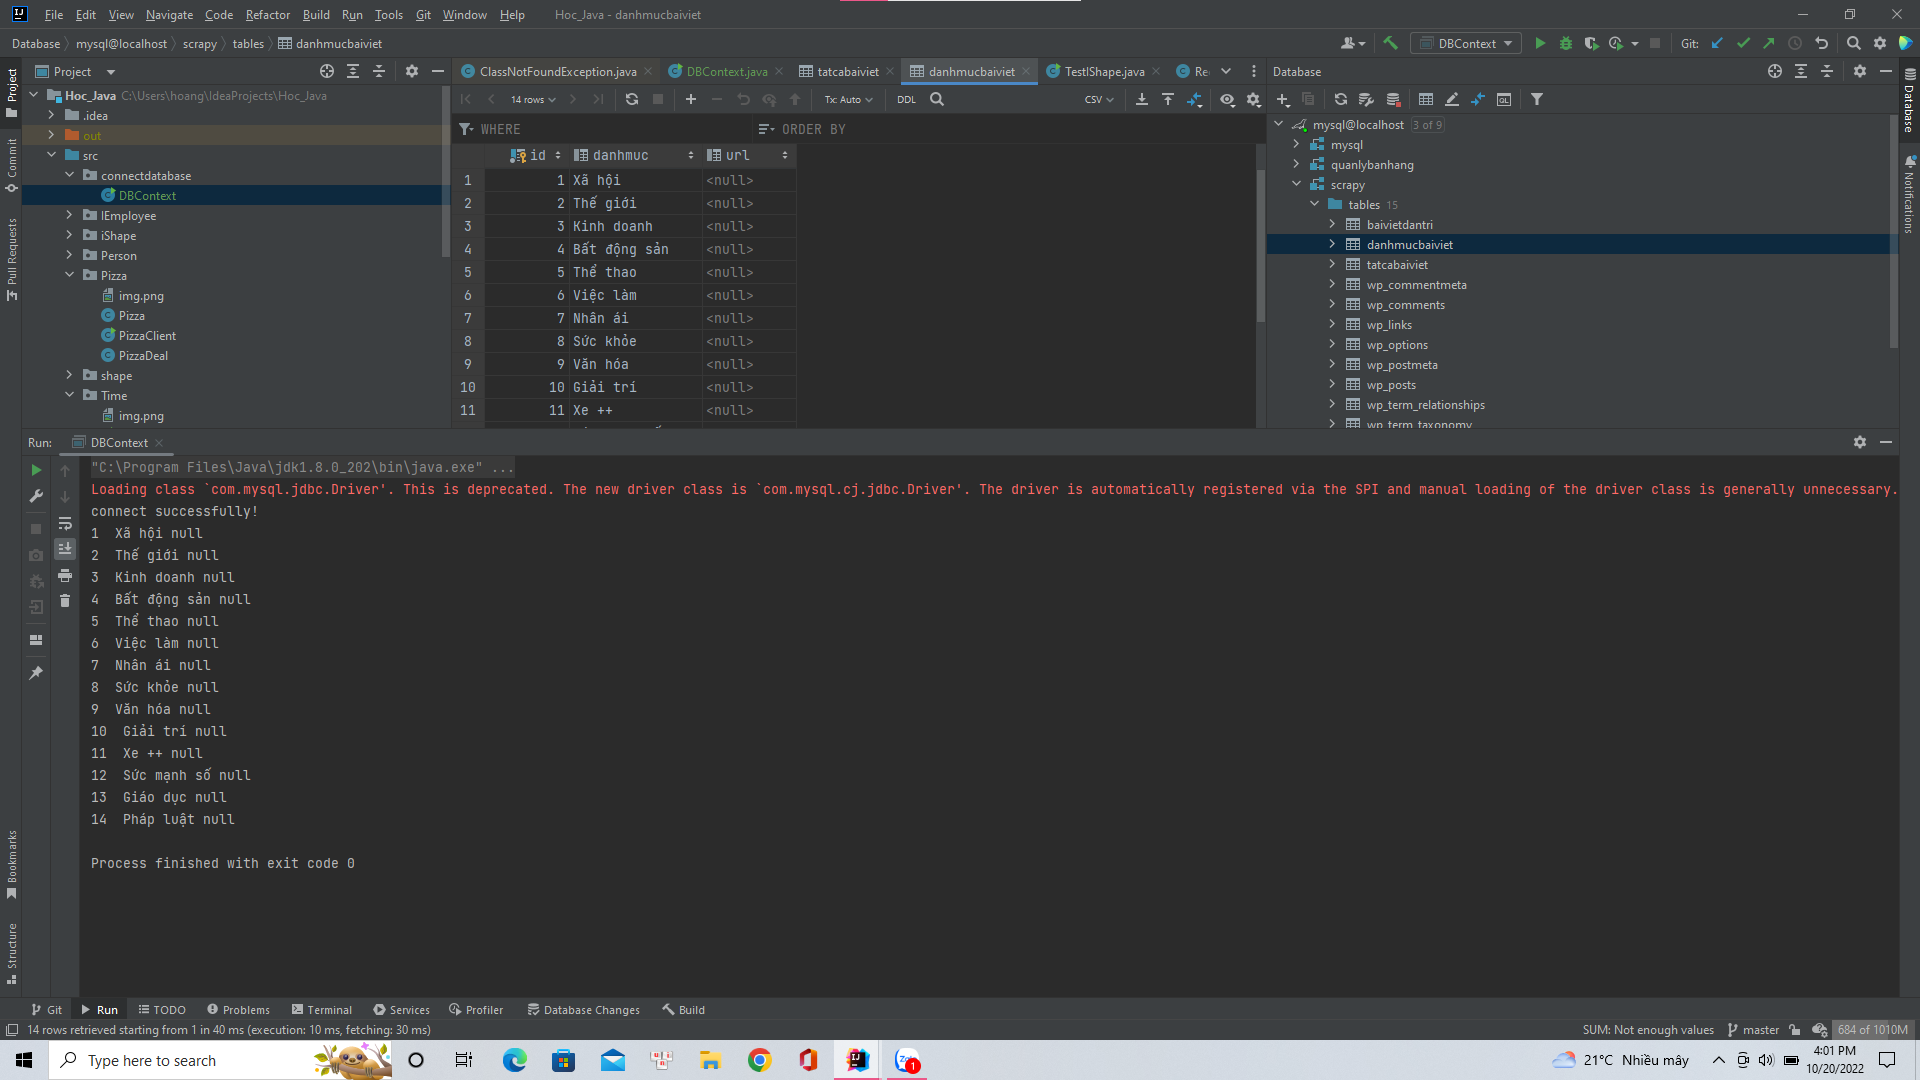 File Edit View Navigate Code Refactor Build Run Tools Git Window Help Hoc_Java - danhmucbaiviet
Database mysql@localhost scrapy tables danhmucbaiviet
DBContext Git:
Project
ClassNotFoundException.java DBContext.java tatcabaiviet danhmucbaiviet TestIShape.java Re
Database
Hoc_Java C:\Users\hoang\IdeaProjects\Hoc_Java
.idea
out
src
connectdatabase
DBContext
IEmployee
iShape
Person
Pizza
img.png
Pizza
PizzaClient
PizzaDeal
shape
Time
img.png
14 rows Tx: Auto DDL CSV
WHERE ORDER BY
id danhmuc url
1 1 Xã hội <null>
2 2 Thế giới <null>
3 3 Kinh doanh <null>
4 4 Bất động sản <null>
5 5 Thể thao <null>
6 6 Việc làm <null>
7 7 Nhân ái <null>
8 8 Sức khỏe <null>
9 9 Văn hóa <null>
10 10 Giải trí <null>
11 11 Xe ++ <null>
mysql@localhost 3 of 9
mysql
quanlybanhang
scrapy
tables 15
baivietdantri
danhmucbaiviet
tatcabaiviet
wp_commentmeta
wp_comments
wp_links
wp_options
wp_postmeta
wp_posts
wp_term_relationships
wp_term_taxonomy
Project
Commit
Pull Requests
Bookmarks
Structure
Database
Notifications
Run: DBContext
"C:\Program Files\Java\jdk1.8.0_202\bin\java.exe" ...
Loading class `com.mysql.jdbc.Driver'. This is deprecated. The new driver class is `com.mysql.cj.jdbc.Driver'. The driver is automatically registered via the SPI and manual loading of the driver class is generally unnecessary.
connect successfully!
1 Xã hội null
2 Thế giới null
3 Kinh doanh null
4 Bất động sản null
5 Thể thao null
6 Việc làm null
7 Nhân ái null
8 Sức khỏe null
9 Văn hóa null
10 Giải trí null
11 Xe ++ null
12 Sức mạnh số null
13 Giáo dục null
14 Pháp luật null
Process finished with exit code 0
Git Run TODO Problems Terminal Services Profiler Database Changes Build
14 rows retrieved starting from 1 in 40 ms (execution: 10 ms, fetching: 30 ms) SUM: Not enough values master 684 of 1010M
Type here to search
21°C Nhiều mây
4:01 PM
10/20/2022